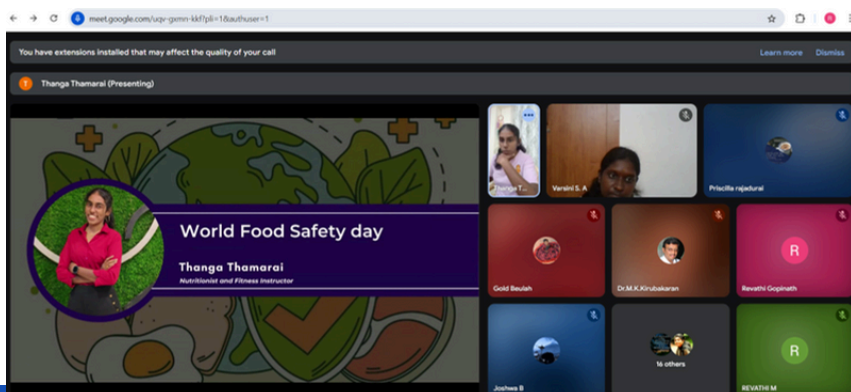 meet.google.com/uqv-gxmn-kkf?pli=1&authuser=1
You have extensions installed that may affect the quality of your call
Learn more
Dismiss
T
Thanga Thamarai (Presenting)
World Food Safety day
Thanga Thamarai
Nutritionist and Fitness Instructor
Thanga T...
Varsini S. A
Priscilla rajadurai
Gold Beulah
Dr.M.K.Kirubakaran
R
Revathi Gopinath
Joshwa B
16 others
R
REVATHI M